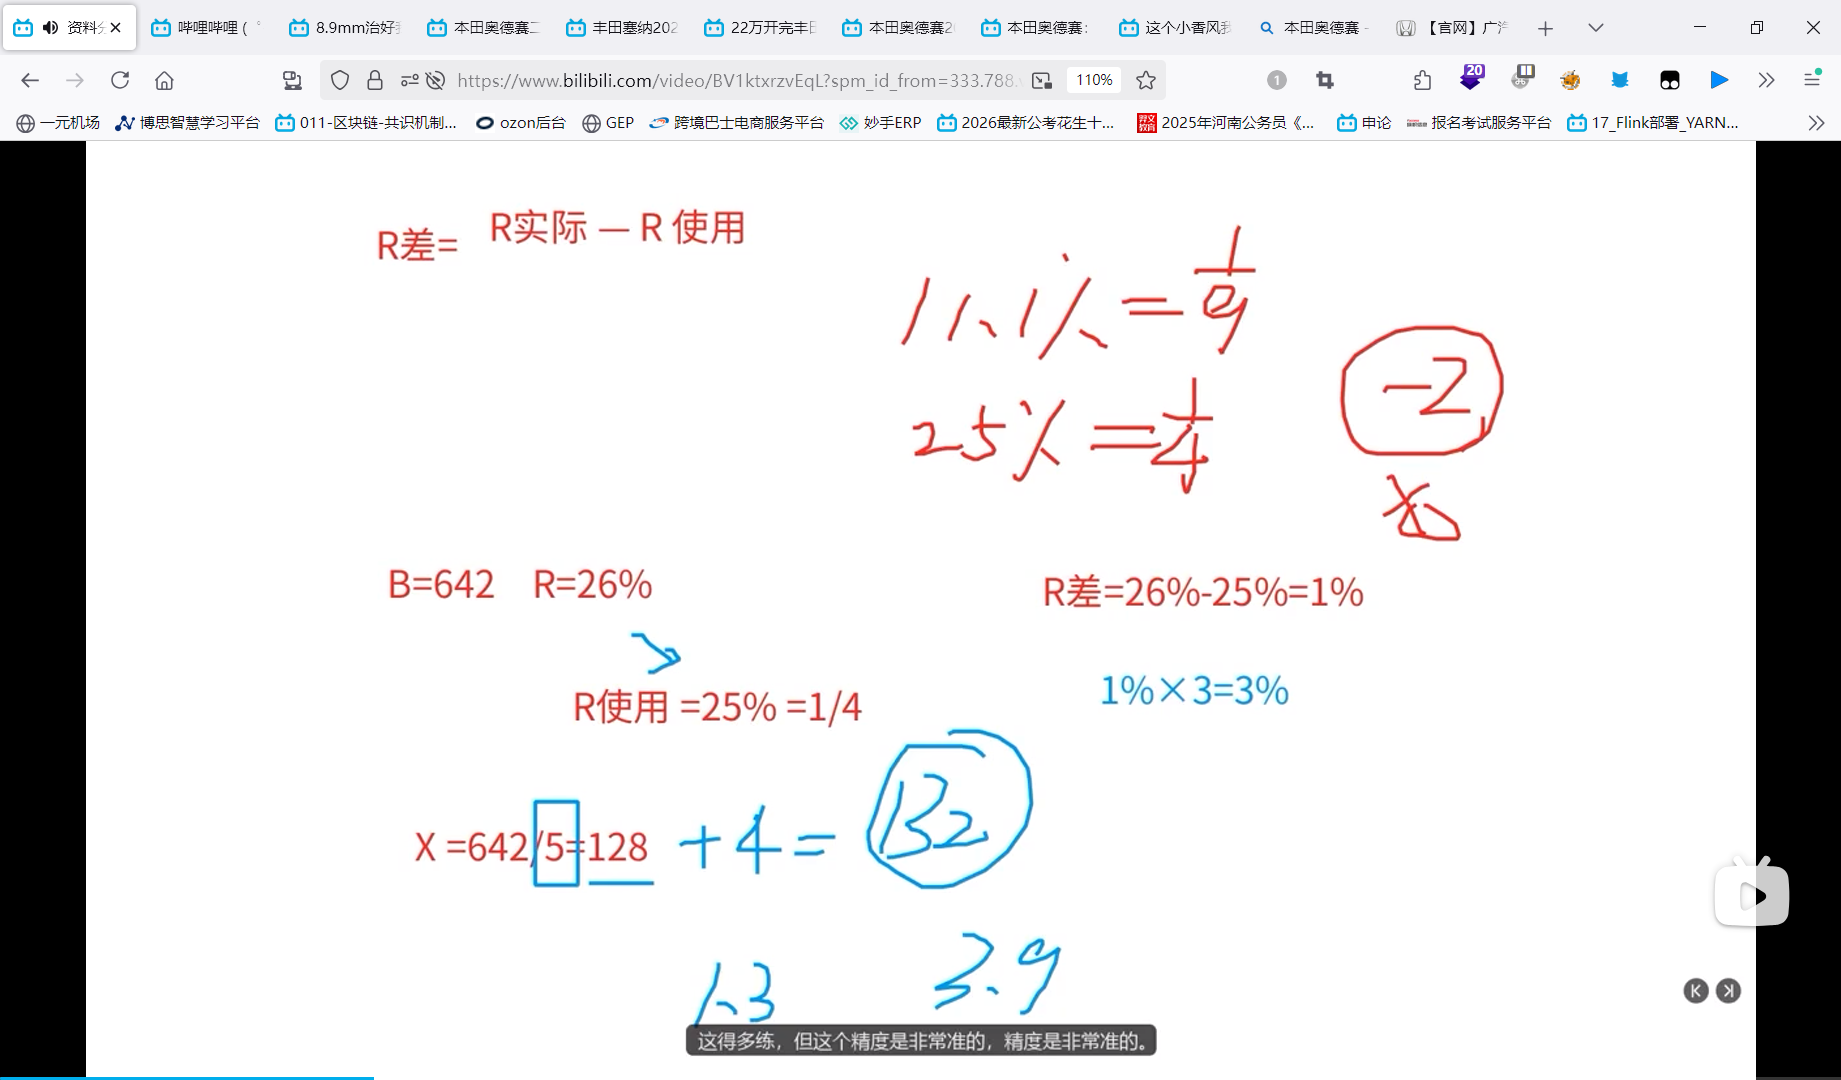 资料分
哔哩哔哩 (
8.9mm治好
本田奥德赛二
丰田塞纳202
22万开完丰田
本田奥德赛2
本田奥德赛：
这个小香风我
本田奥德赛 -
【官网】广汽
https://www.bilibili.com/video/BV1ktxrzvEqL?spm_id_from=333.788.
110%
1
20
一元机场
博思智慧学习平台
011-区块链-共识机制...
ozon后台
GEP
跨境巴士电商服务平台
妙手ERP
2026最新公考花生十...
2025年河南公务员《...
申论
报名考试服务平台
17_Flink部署_YARN...
R差= R实际 — R 使用
11.1% = 1/9
-2
25% = 1/4
B=642 R=26%
R差=26%-25%=1%
R使用 =25% =1/4
1%×3=3%
X =642/5=128 +4= 132
1.3 3.9
这得多练，但这个精度是非常准的，精度是非常准的。